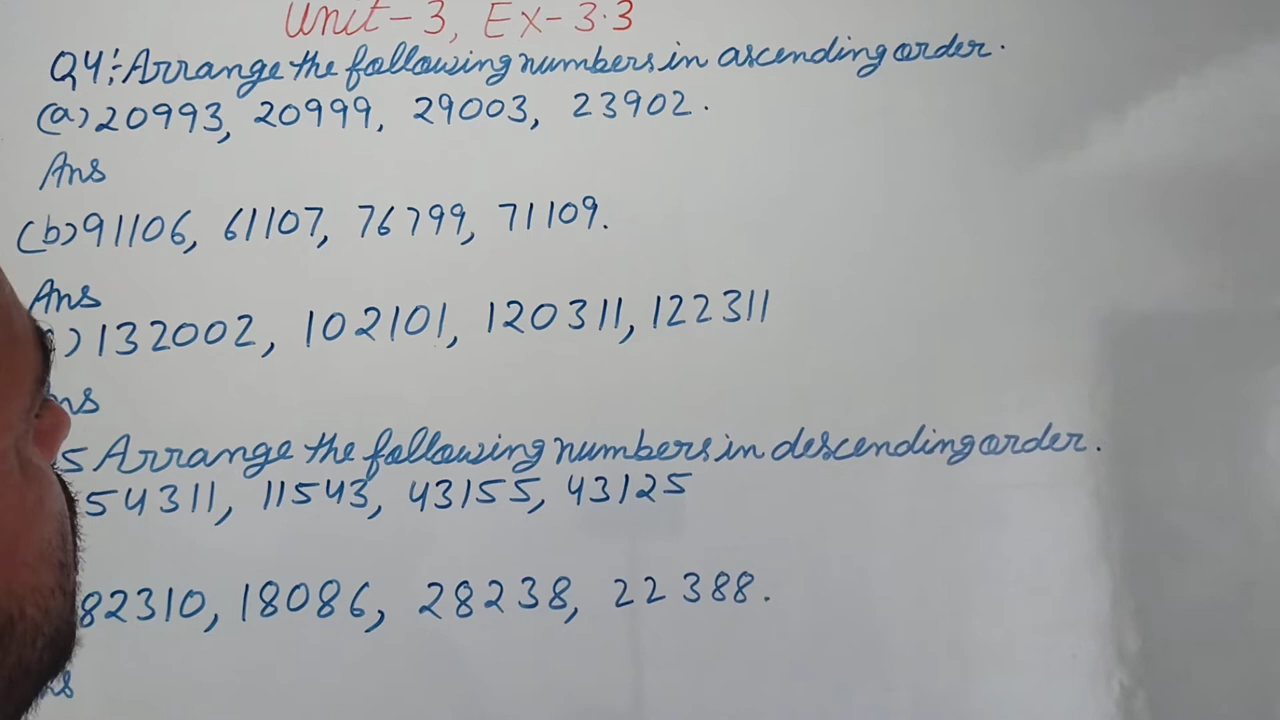 Unit-3, Ex-3.3
Q4:-Arrange the following numbers in ascending order.
(a) 20993, 20999, 29003, 23902.
Ans
(b) 91106, 61107, 76799, 71109.
Ans
) 132002, 102101, 120311, 122311
ns
5 Arrange the following numbers in descending order.
54311, 11543, 43155, 43125
82310, 18086, 28238, 22388.